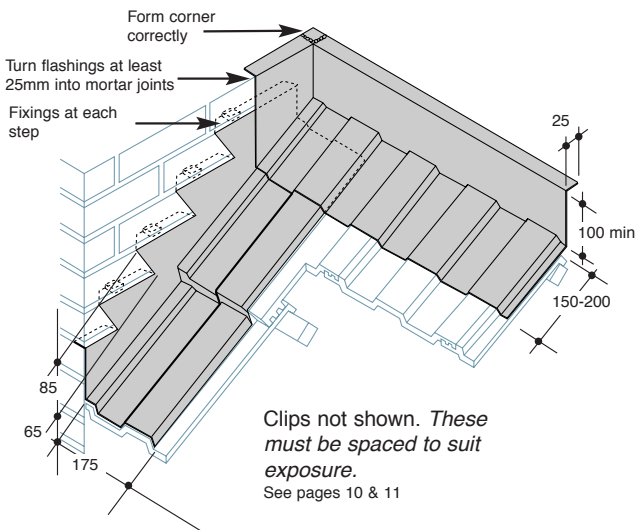 Form corner
correctly
Turn flashings at least
25mm into mortar joints
Fixings at each
step
25
100 min
150-200
85
65
175
Clips not shown. These
must be spaced to suit
exposure.
See pages 10 & 11